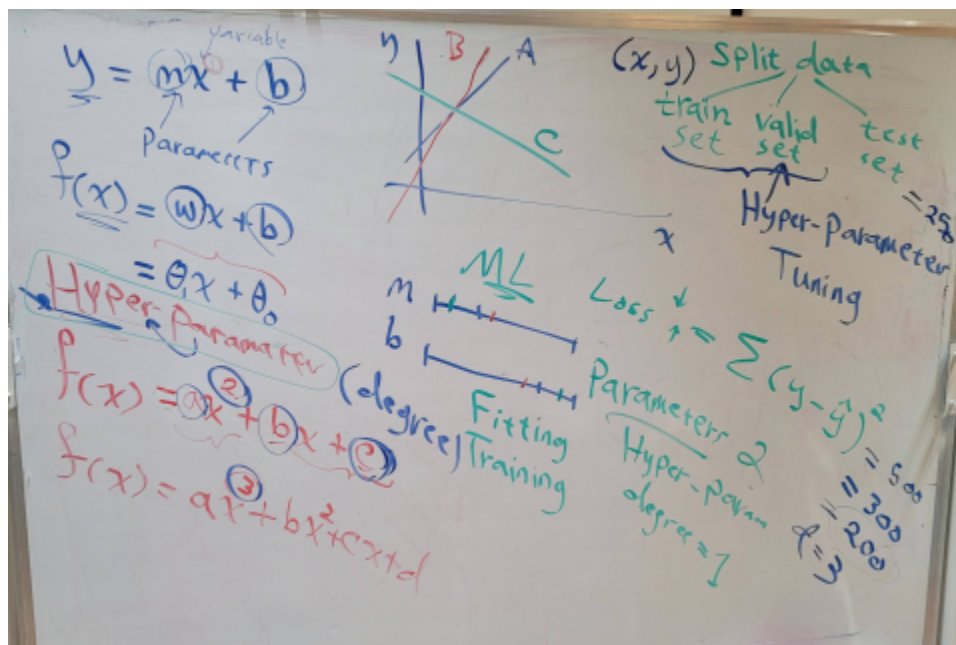 variable
y = mx + b
Parameters
f(x) = wx + b
= θ₁x + θ₀
Hyper-parameter
(degree)
f(x) = ax² + bx + c
f(x) = ax³ + bx² + cx + d
y
B
A
C
x
ML
m
b
Fitting
Training
(x, y) Split data
train set
valid set
test set
= 250
Hyper-Parameter
Tuning
Loss ↓ = Σ(y - ŷ)²
= 500
= 300
= 200
d = 3
Parameters 2
Hyper-param
degree = 1